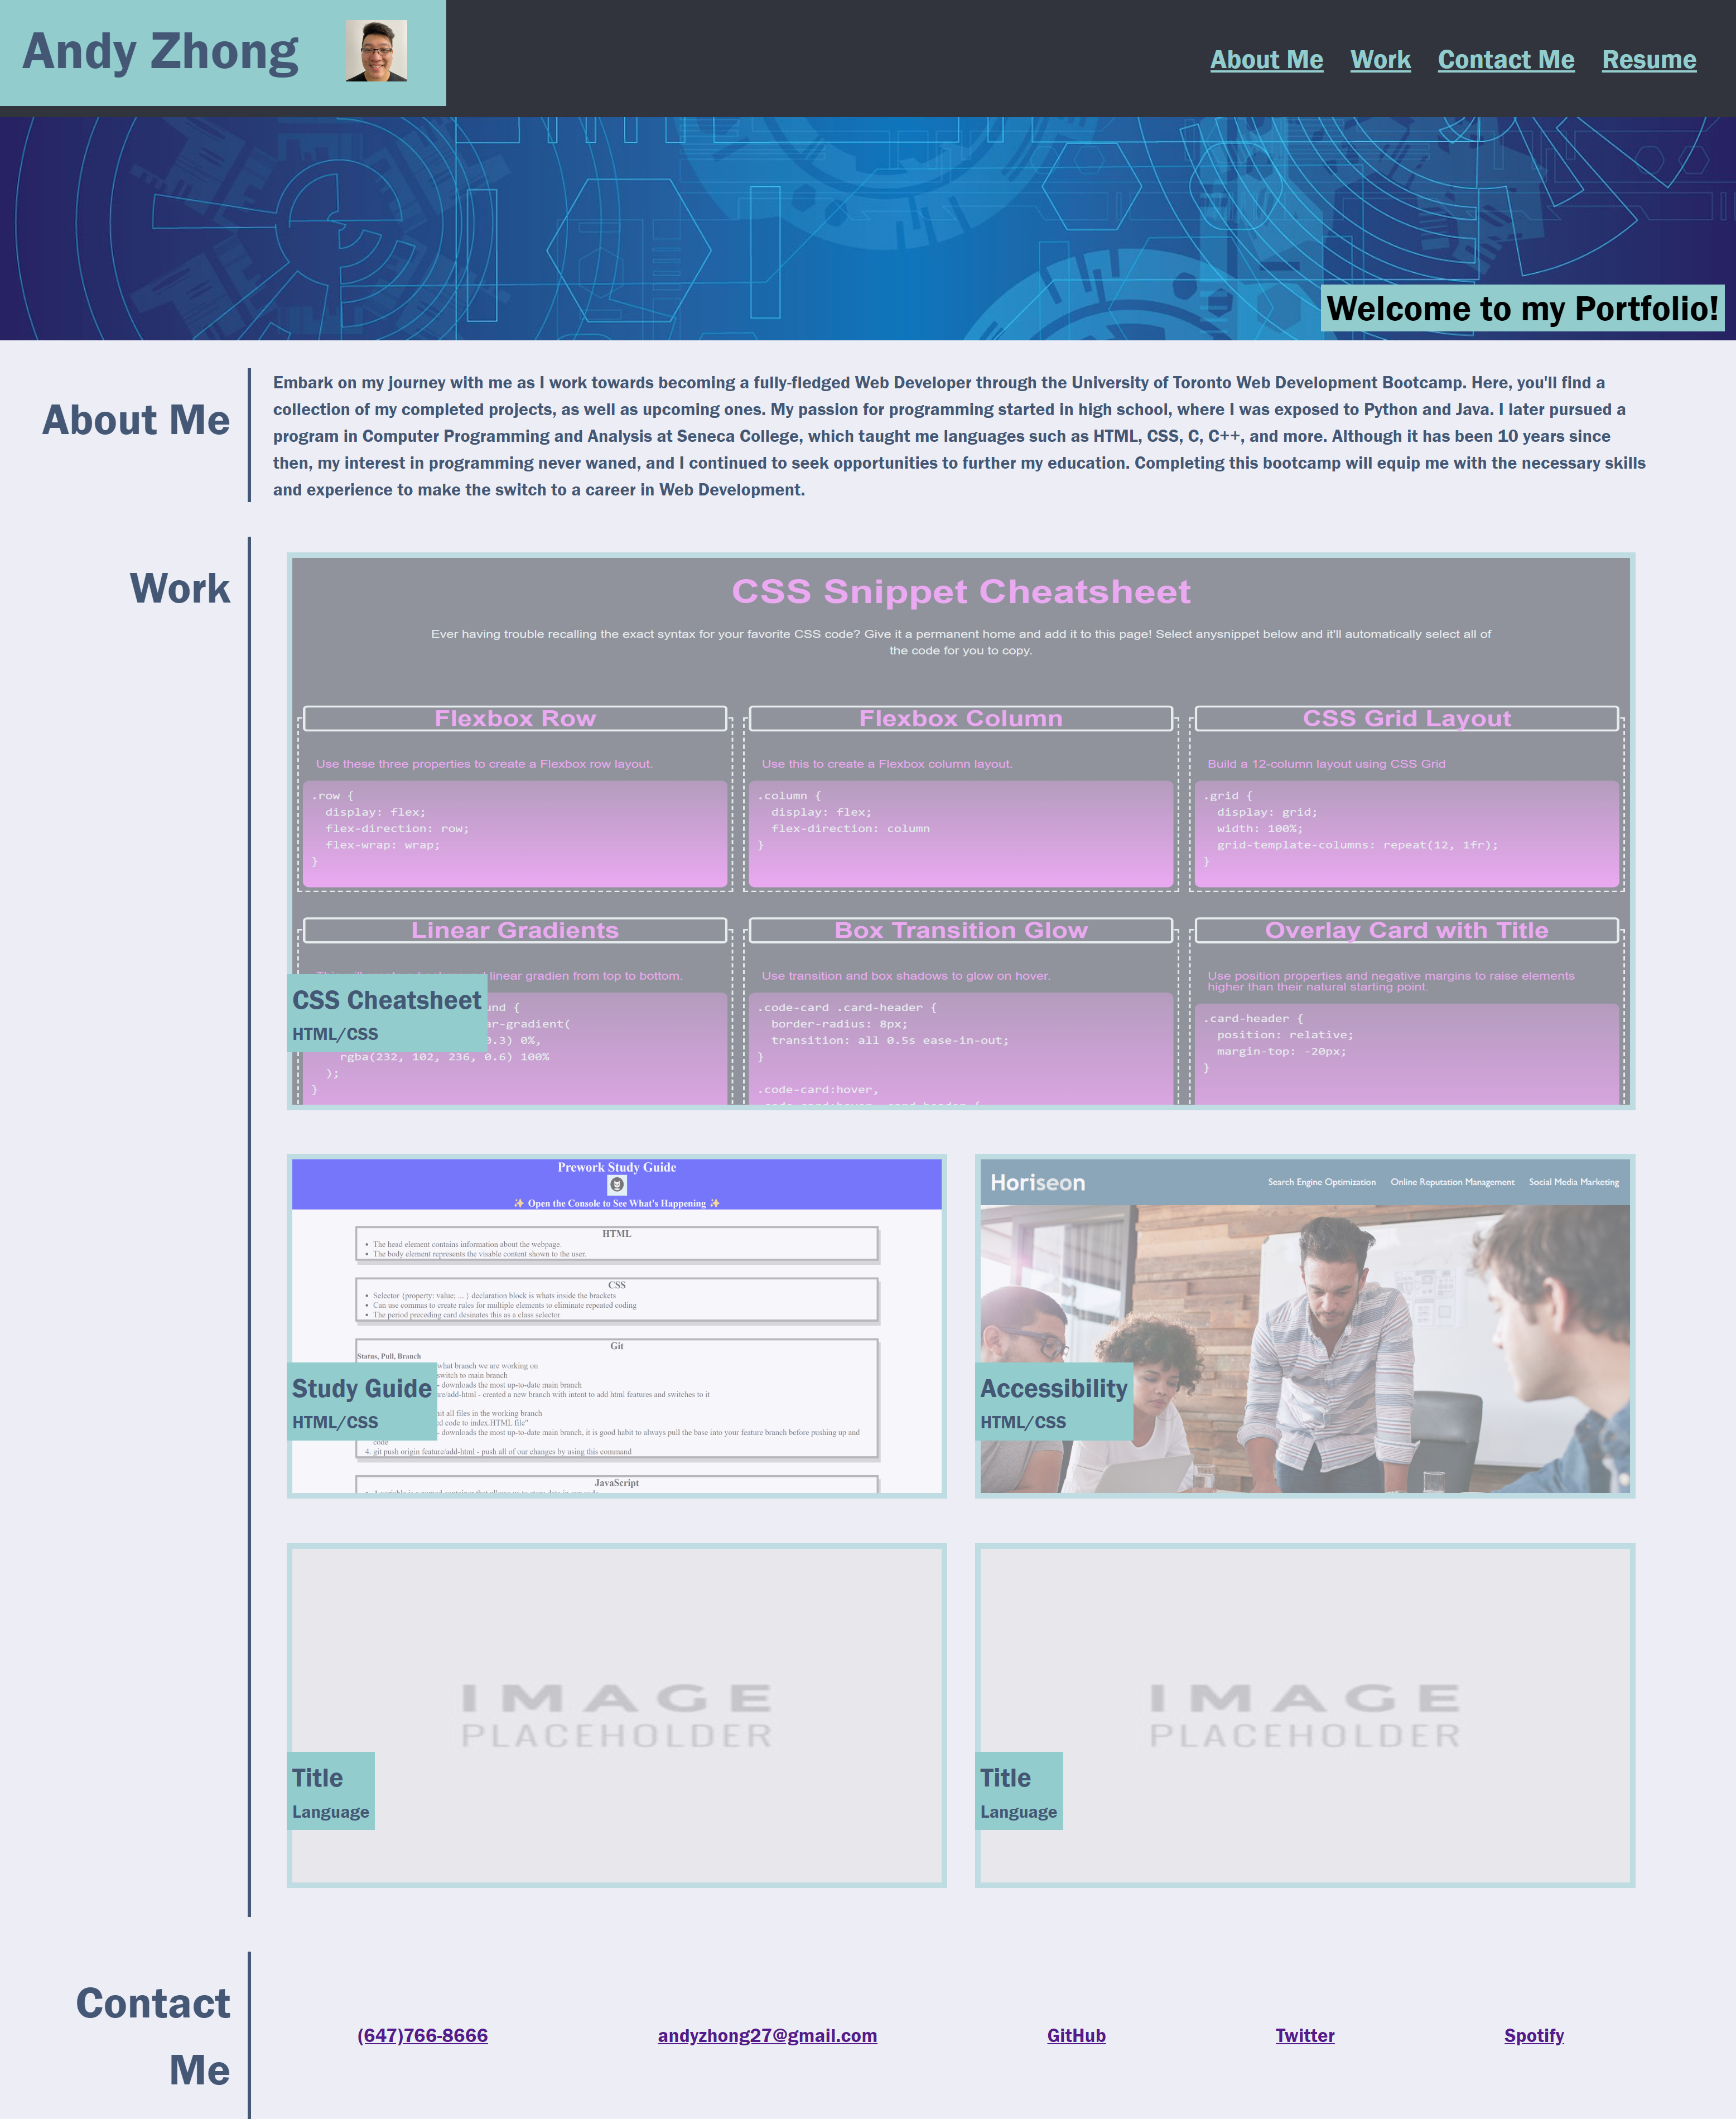 Andy Zhong
About Me Work Contact Me Resume
Welcome to my Portfolio!
About Me
Embark on my journey with me as I work towards becoming a fully-fledged Web Developer through the University of Toronto Web Development Bootcamp. Here, you'll find a
collection of my completed projects, as well as upcoming ones. My passion for programming started in high school, where I was exposed to Python and Java. I later pursued a
program in Computer Programming and Analysis at Seneca College, which taught me languages such as HTML, CSS, C, C++, and more. Although it has been 10 years since
then, my interest in programming never waned, and I continued to seek opportunities to further my education. Completing this bootcamp will equip me with the necessary skills
and experience to make the switch to a career in Web Development.
Work
CSS Snippet Cheatsheet
Ever having trouble recalling the exact syntax for your favorite CSS code? Give it a permanent home and add it to this page! Select anysnippet below and it'll automatically select all of
the code for you to copy.
Flexbox Row
Use these three properties to create a Flexbox row layout.
.row {
display: flex;
flex-direction: row;
flex-wrap: wrap;
}
Flexbox Column
Use this to create a Flexbox column layout.
.column {
display: flex;
flex-direction: column
}
CSS Grid Layout
Build a 12-column layout using CSS Grid
.grid {
display: grid;
width: 100%;
grid-template-columns: repeat(12, 1fr);
}
Linear Gradients
linear gradien from top to bottom.
und {
ar-gradient(
0.3) 0%,
rgba(232, 102, 236, 0.6) 100%
);
}
CSS Cheatsheet
HTML/CSS
Box Transition Glow
Use transition and box shadows to glow on hover.
.code-card .card-header {
border-radius: 8px;
transition: all 0.5s ease-in-out;
}
.code-card:hover,
Overlay Card with Title
Use position properties and negative margins to raise elements
higher than their natural starting point.
.card-header {
position: relative;
margin-top: -20px;
}
Prework Study Guide
✨ Open the Console to See What's Happening ✨
HTML
• The head element contains information about the webpage.
• The body element represents the visable content shown to the user.
CSS
• Selector {property: value; ... } declaration block is whats inside the brackets
• Can use commas to create rules for multiple elements to eliminate repeated coding
• The period preceding card desinates this as a class selector
Git
Status, Pull, Branch
what branch we are working on
switch to main branch
- downloads the most up-to-date main branch
re/add-html - created a new branch with intent to add html features and switches to it
nit all files in the working branch
ed code to index.HTML file"
- downloads the most up-to-date main branch, it is good habit to always pull the base into your feature branch before pushing up and
code
4. git push origin feature/add-html - push all of our changes by using this command
JavaScript
Study Guide
HTML/CSS
Horiseon
Search Engine Optimization Online Reputation Management Social Media Marketing
Accessibility
HTML/CSS
IMAGE
PLACEHOLDER
Title
Language
IMAGE
PLACEHOLDER
Title
Language
Contact
Me
(647)766-8666 andyzhong27@gmail.com GitHub Twitter Spotify